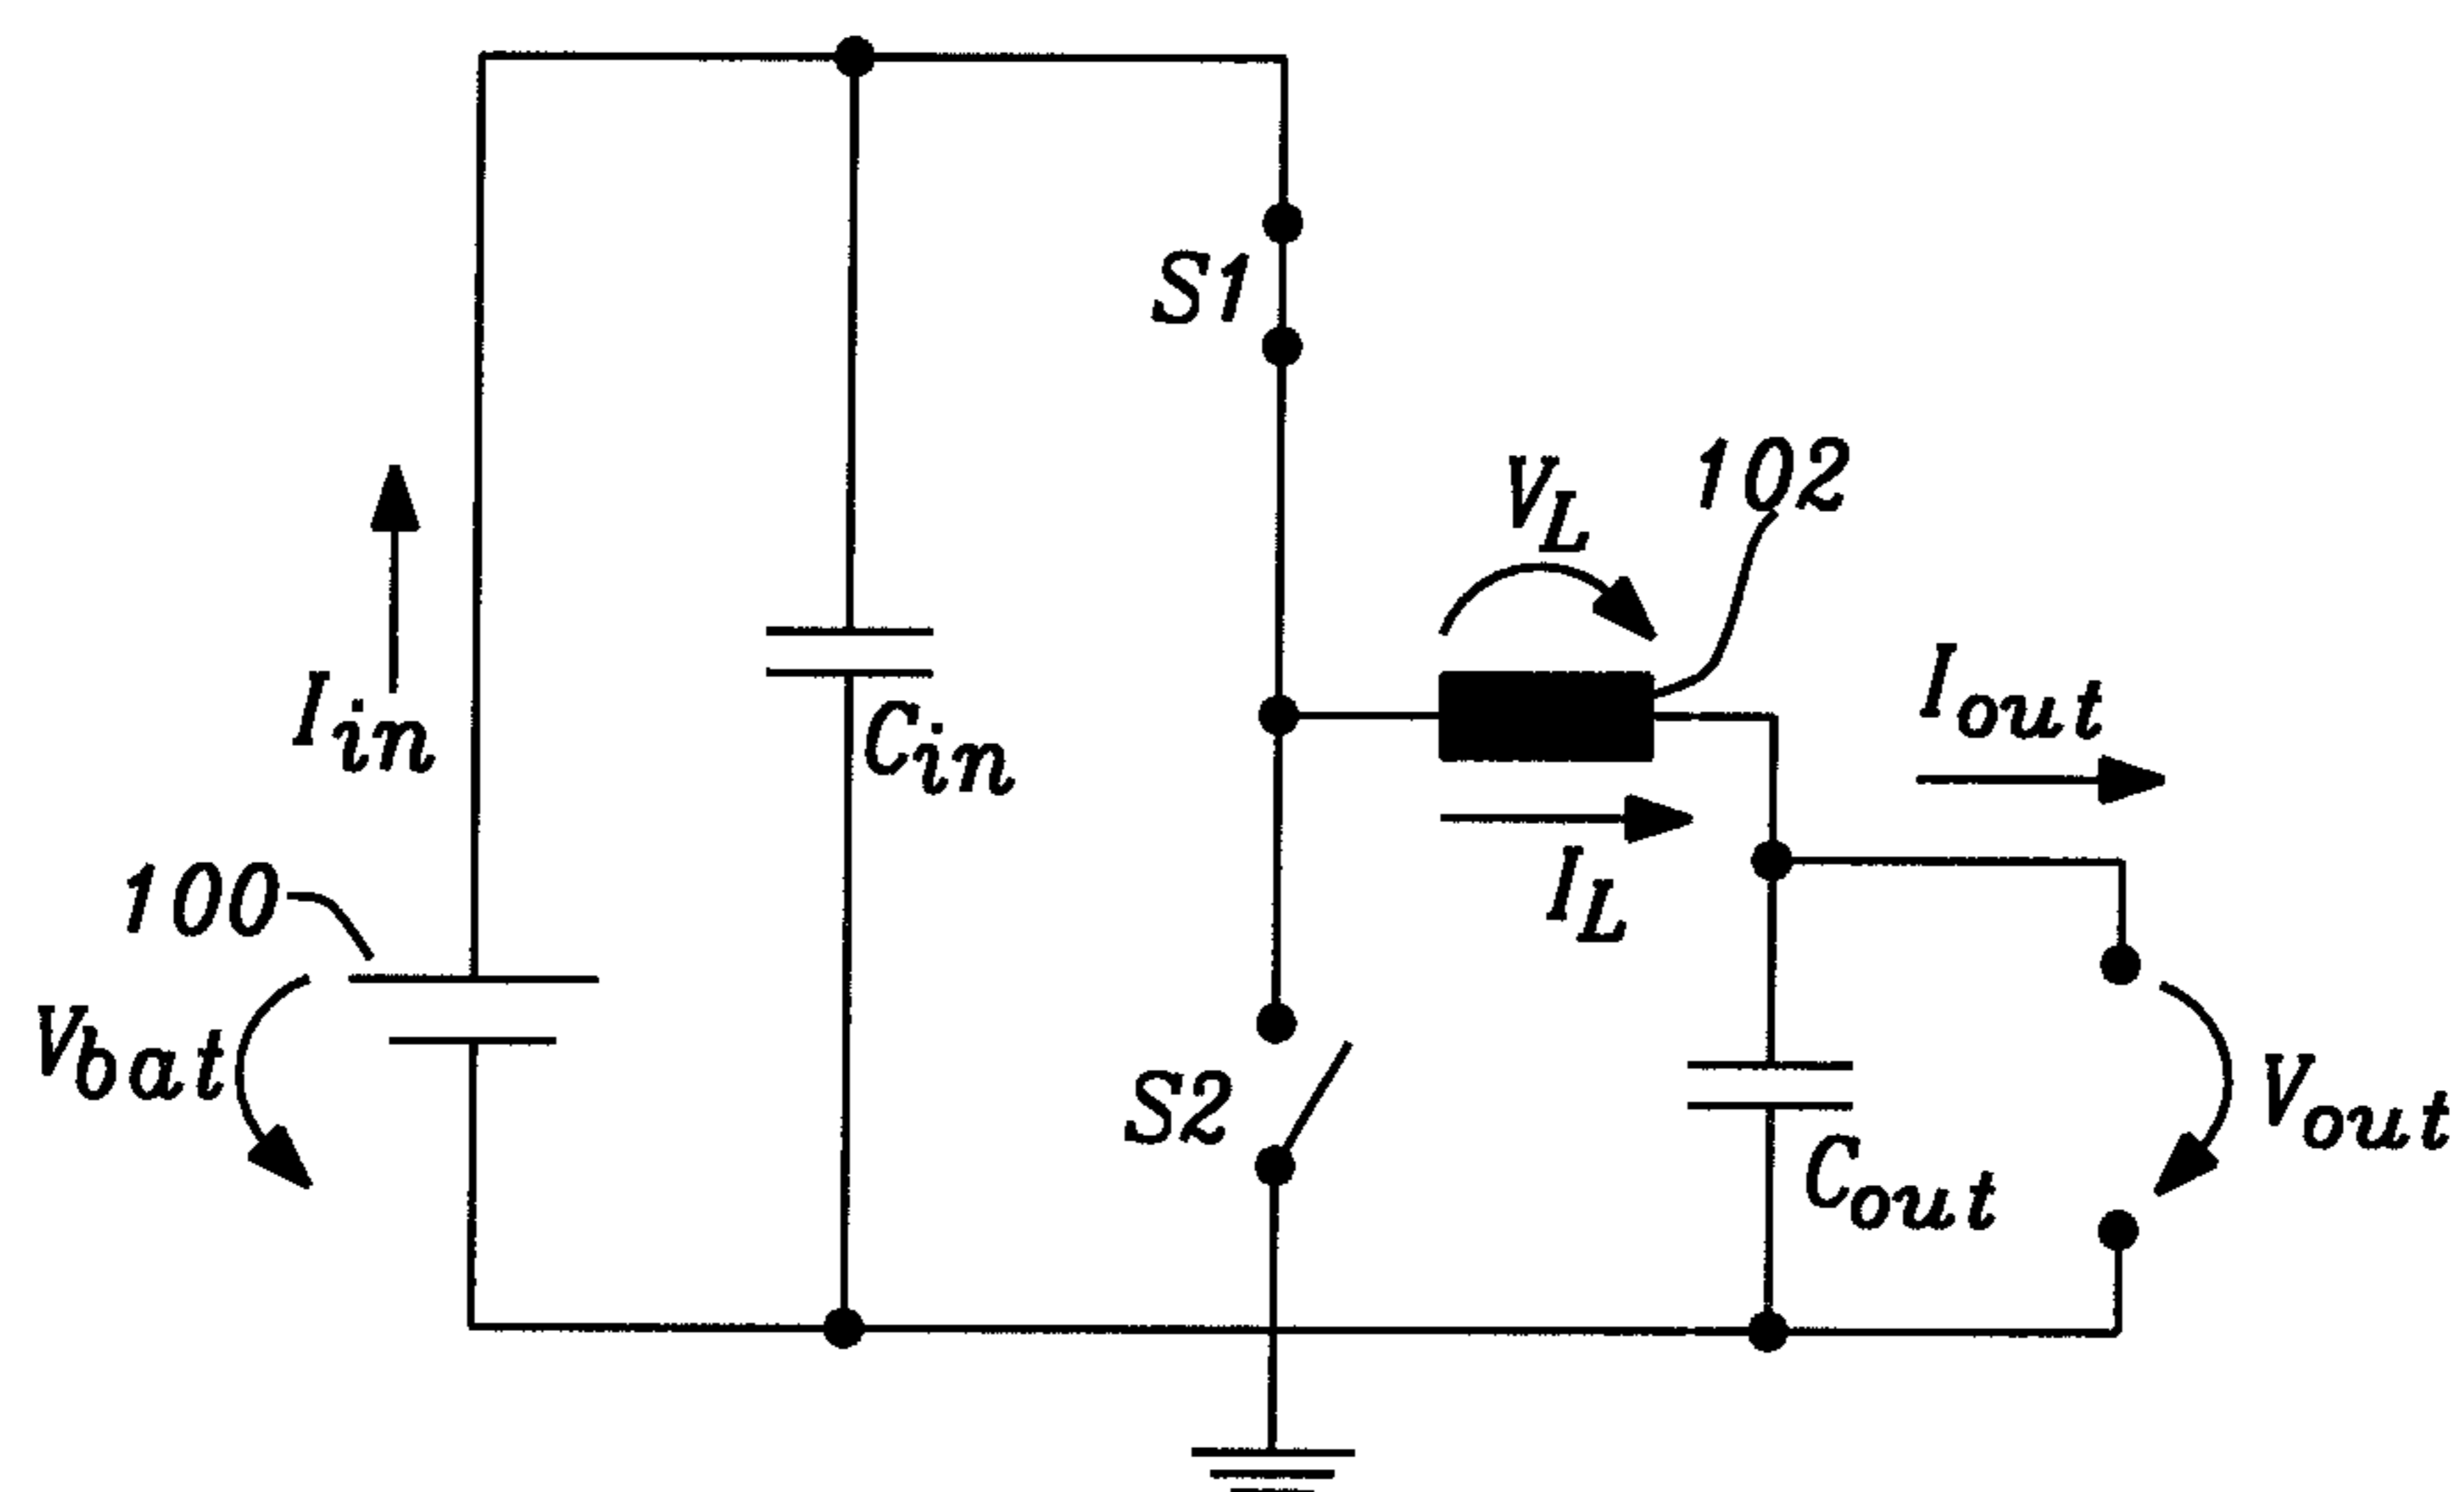 S1
V_L
102
I_in
C_in
I_out
100
I_L
V_bat
S2
V_out
C_out